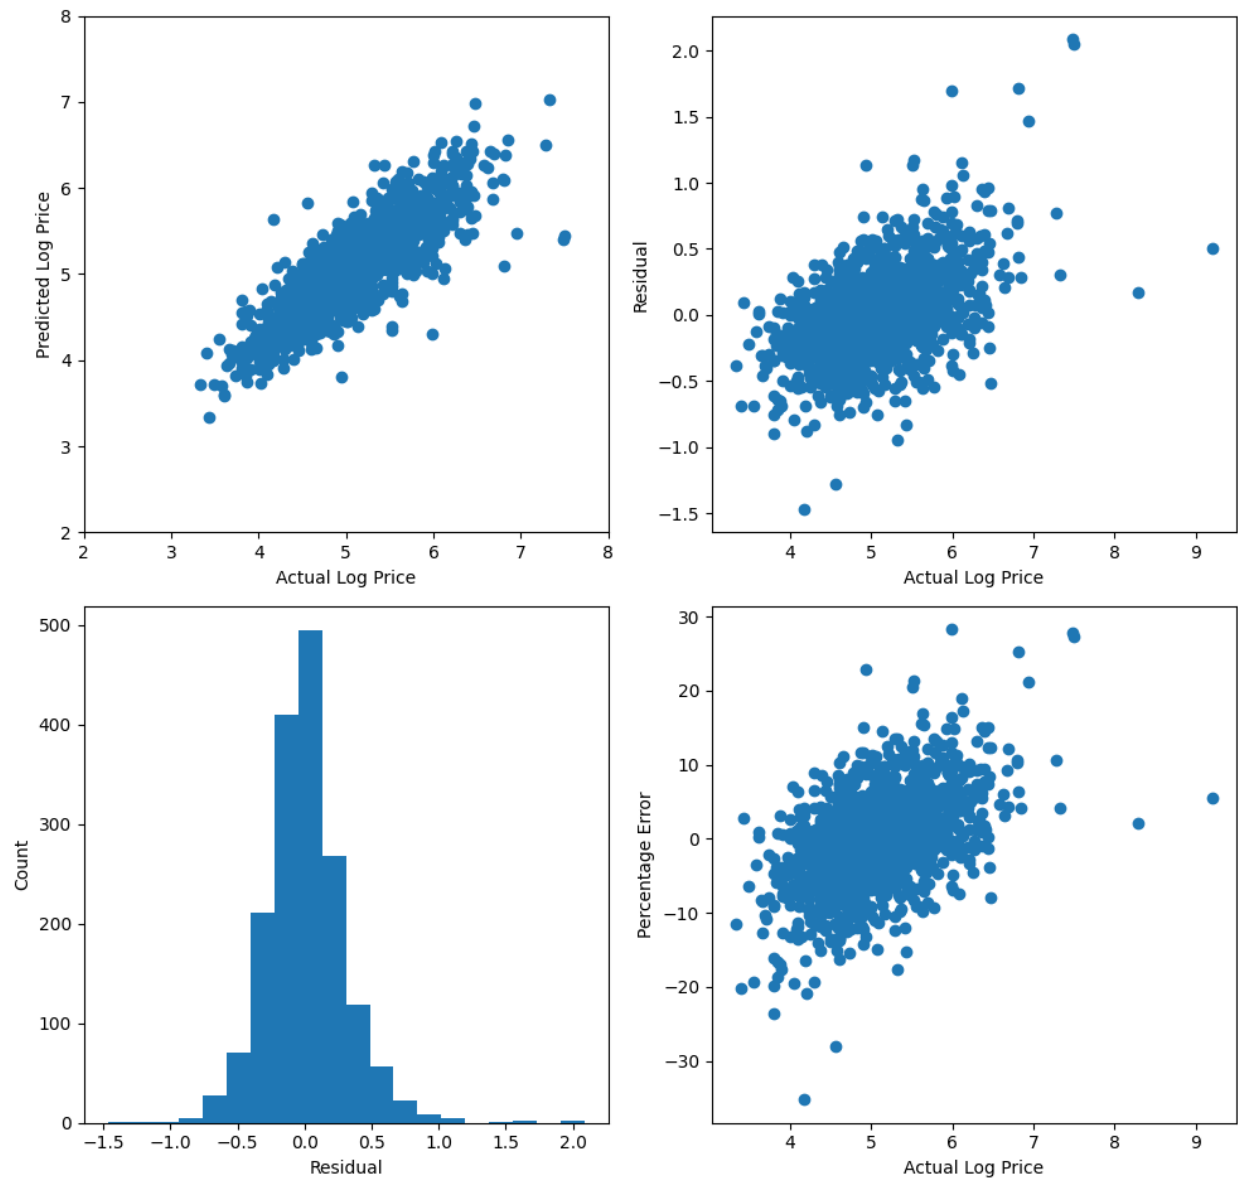 8
7
6
5
4
3
2
Predicted Log Price
2 3 4 5 6 7 8
Actual Log Price
2.0
1.5
1.0
0.5
0.0
−0.5
−1.0
−1.5
Residual
4 5 6 7 8 9
Actual Log Price
500
400
300
200
100
0
Count
−1.5 −1.0 −0.5 0.0 0.5 1.0 1.5 2.0
Residual
30
20
10
0
−10
−20
−30
Percentage Error
4 5 6 7 8 9
Actual Log Price